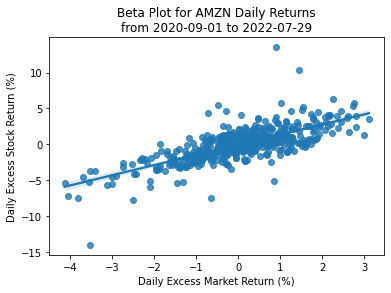 Beta Plot for AMZN Daily Returns
from 2020-09-01 to 2022-07-29
Daily Excess Stock Return (%)
10
5
0
−5
−10
−15
−4 −3 −2 −1 0 1 2 3
Daily Excess Market Return (%)